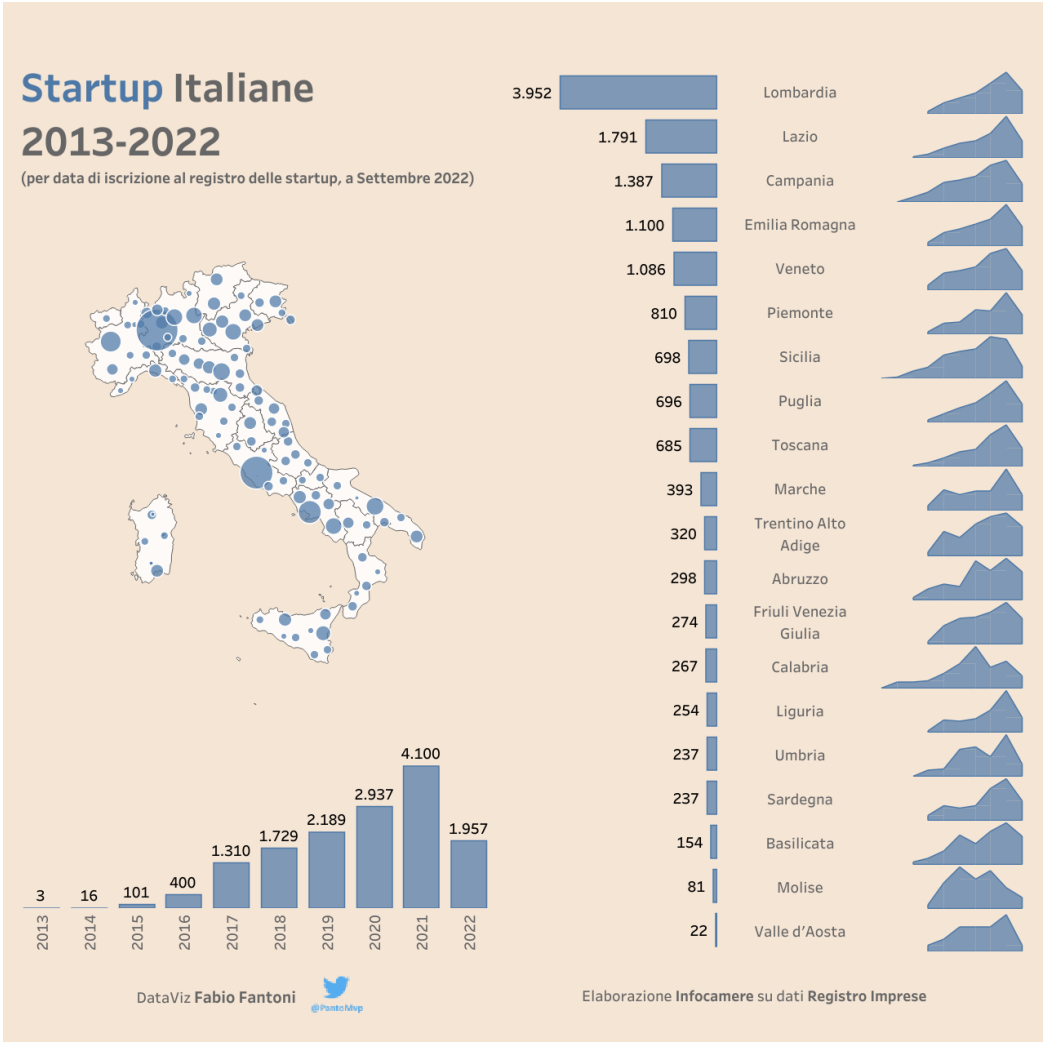 Startup Italiane
2013-2022
(per data di iscrizione al registro delle startup, a Settembre 2022)
3.952 Lombardia
1.791 Lazio
1.387 Campania
1.100 Emilia Romagna
1.086 Veneto
810 Piemonte
698 Sicilia
696 Puglia
685 Toscana
393 Marche
320 Trentino Alto
Adige
298 Abruzzo
274 Friuli Venezia
Giulia
267 Calabria
254 Liguria
237 Umbria
237 Sardegna
154 Basilicata
81 Molise
22 Valle d'Aosta
3 16 101 400 1.310 1.729 2.189 2.937 4.100 1.957
2013 2014 2015 2016 2017 2018 2019 2020 2021 2022
DataViz Fabio Fantoni
@FantoMvp
Elaborazione Infocamere su dati Registro Imprese